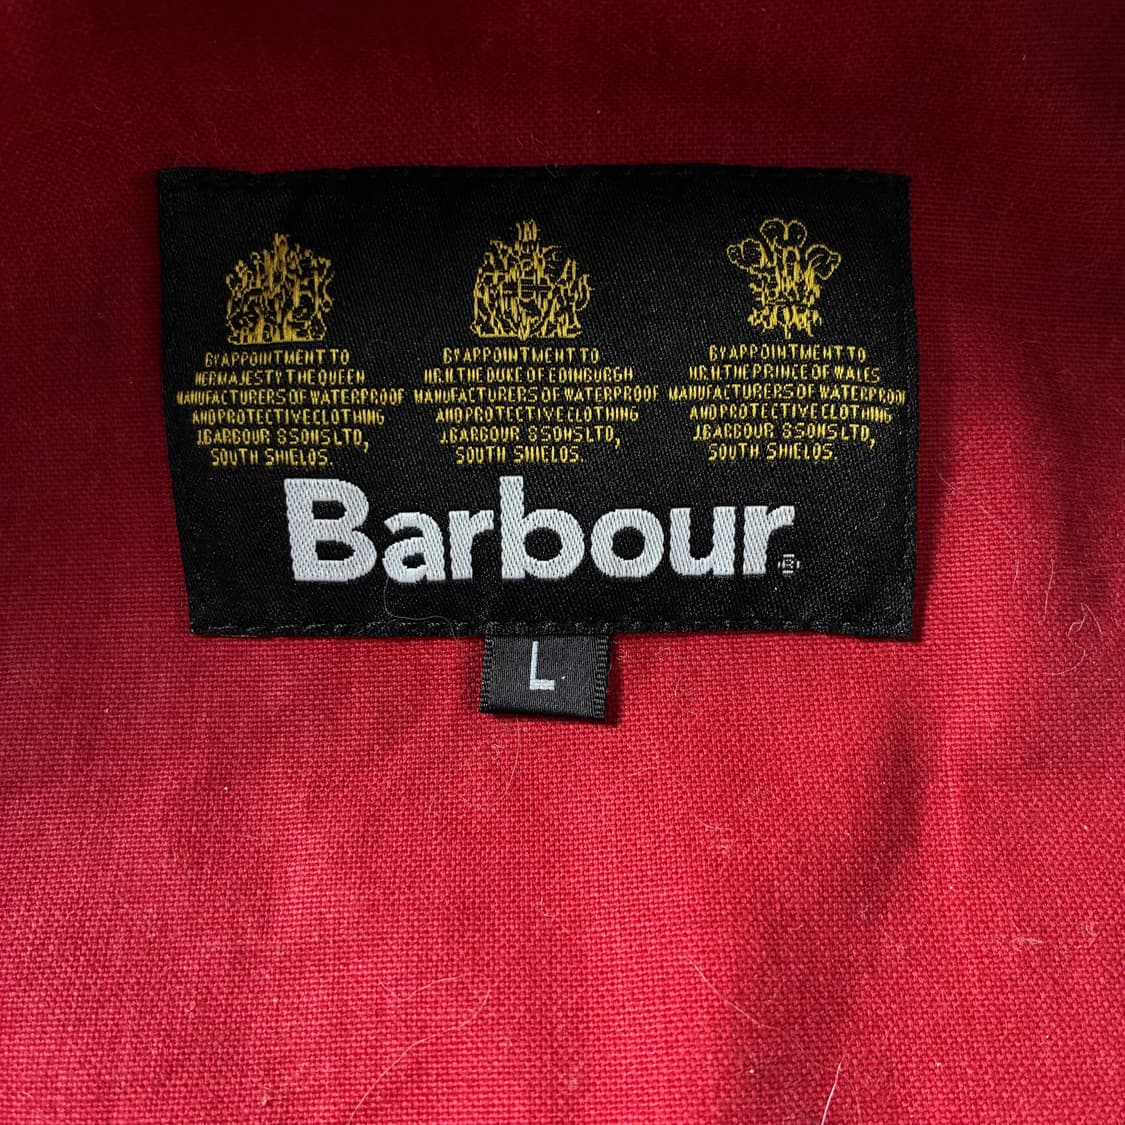 BY APPOINTMENT TO
HER MAJESTY THE QUEEN
MANUFACTURERS OF WATERPROOF
AND PROTECTIVE CLOTHING
J.BARBOUR & SONS LTD,
SOUTH SHIELDS.
BY APPOINTMENT TO
H.R.H. THE DUKE OF EDINBURGH
MANUFACTURERS OF WATERPROOF
AND PROTECTIVE CLOTHING
J.BARBOUR & SONS LTD,
SOUTH SHIELDS.
BY APPOINTMENT TO
H.R.H. THE PRINCE OF WALES
MANUFACTURERS OF WATERPROOF
AND PROTECTIVE CLOTHING
J.BARBOUR & SONS LTD,
SOUTH SHIELDS.
Barbour®
L